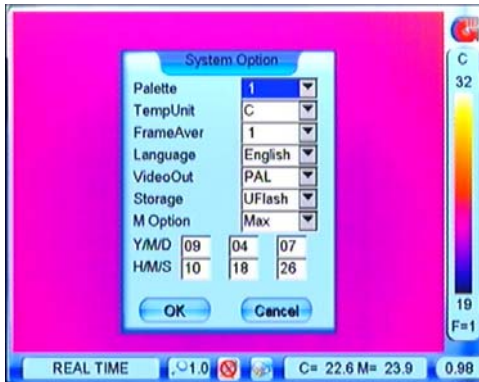 System Option
Palette 1
TempUnit C
FrameAver 1
Language English
VideoOut PAL
Storage UFlash
M Option Max
Y/M/D 09 04 07
H/M/S 10 18 26
OK Cancel
C
32
19
F=1
REAL TIME 1.0 C= 22.6 M= 23.9 0.98